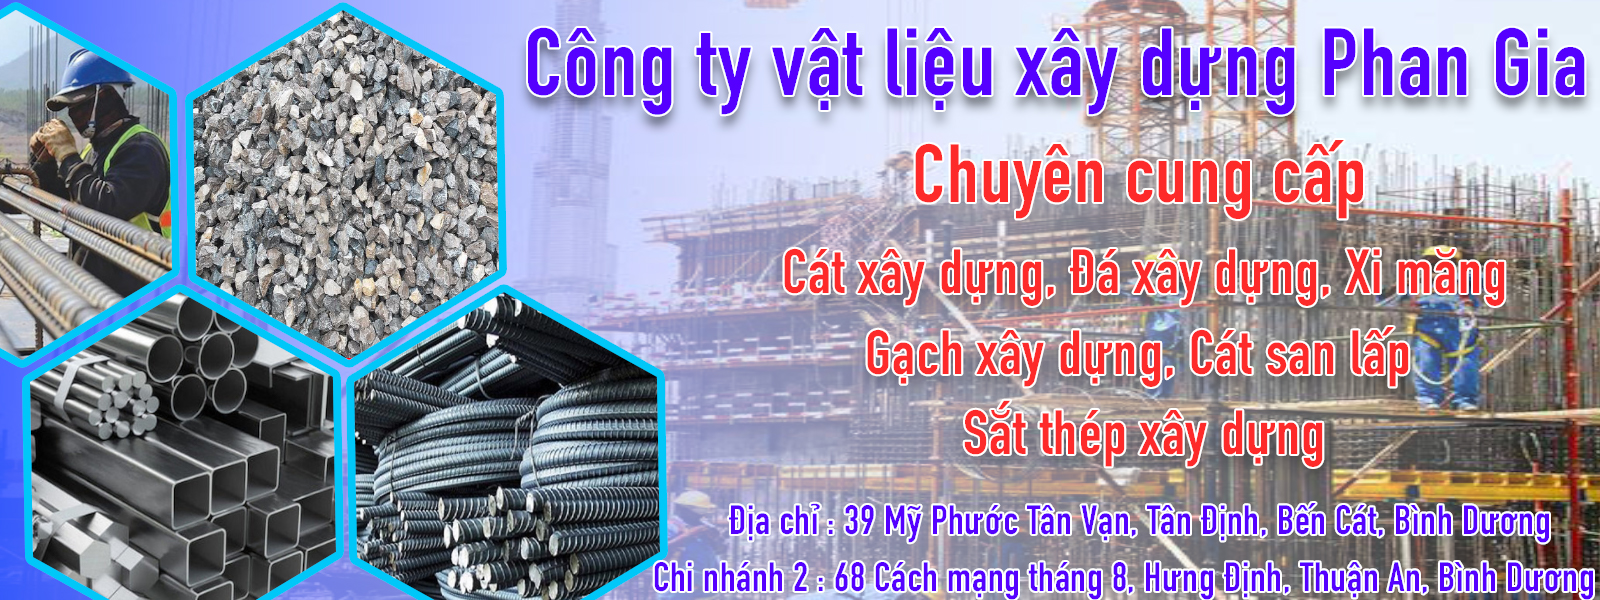 Công ty vật liệu xây dựng Phan Gia
Chuyên cung cấp
Cát xây dựng, Đá xây dựng, Xi măng
Gạch xây dựng, Cát san lấp
Sắt thép xây dựng
Địa chỉ : 39 Mỹ Phước Tân Vạn, Tân Định, Bến Cát, Bình Dương
Chi nhánh 2 : 68 Cách mạng tháng 8, Hưng Định, Thuận An, Bình Dương